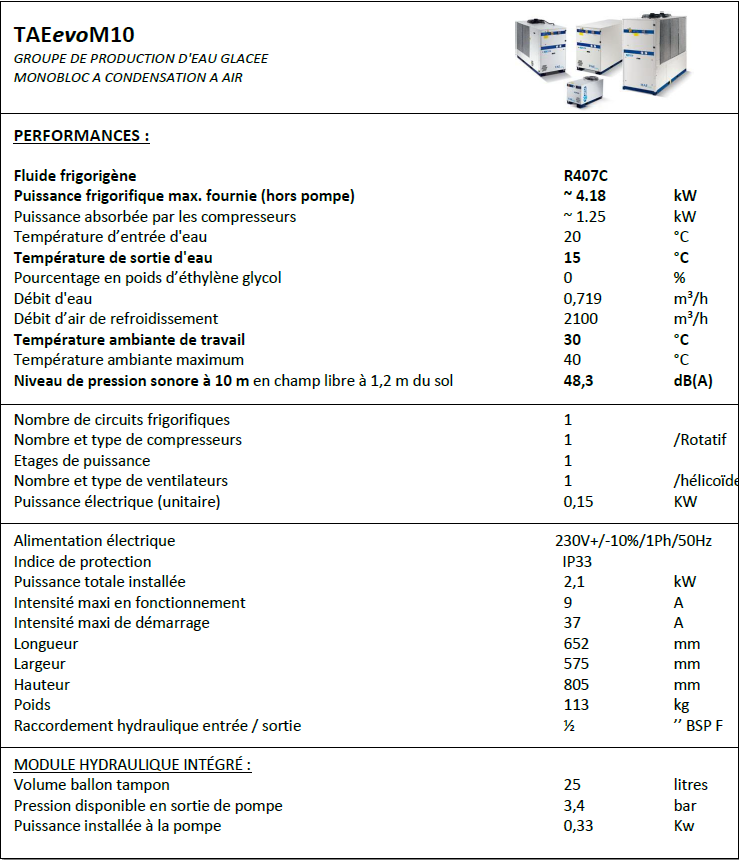 TAEevoM10
GROUPE DE PRODUCTION D'EAU GLACEE
MONOBLOC A CONDENSATION A AIR
PERFORMANCES :
Fluide frigorigène R407C
Puissance frigorifique max. fournie (hors pompe) ~ 4.18 kW
Puissance absorbée par les compresseurs ~ 1.25 kW
Température d’entrée d'eau 20 °C
Température de sortie d'eau 15 °C
Pourcentage en poids d’éthylène glycol 0 %
Débit d'eau 0,719 m³/h
Débit d’air de refroidissement 2100 m³/h
Température ambiante de travail 30 °C
Température ambiante maximum 40 °C
Niveau de pression sonore à 10 m en champ libre à 1,2 m du sol 48,3 dB(A)
Nombre de circuits frigorifiques 1
Nombre et type de compresseurs 1 /Rotatif
Etages de puissance 1
Nombre et type de ventilateurs 1 /hélicoïde
Puissance électrique (unitaire) 0,15 KW
Alimentation électrique 230V+/-10%/1Ph/50Hz
Indice de protection IP33
Puissance totale installée 2,1 kW
Intensité maxi en fonctionnement 9 A
Intensité maxi de démarrage 37 A
Longueur 652 mm
Largeur 575 mm
Hauteur 805 mm
Poids 113 kg
Raccordement hydraulique entrée / sortie ½ ’’ BSP F
MODULE HYDRAULIQUE INTÉGRÉ :
Volume ballon tampon 25 litres
Pression disponible en sortie de pompe 3,4 bar
Puissance installée à la pompe 0,33 Kw